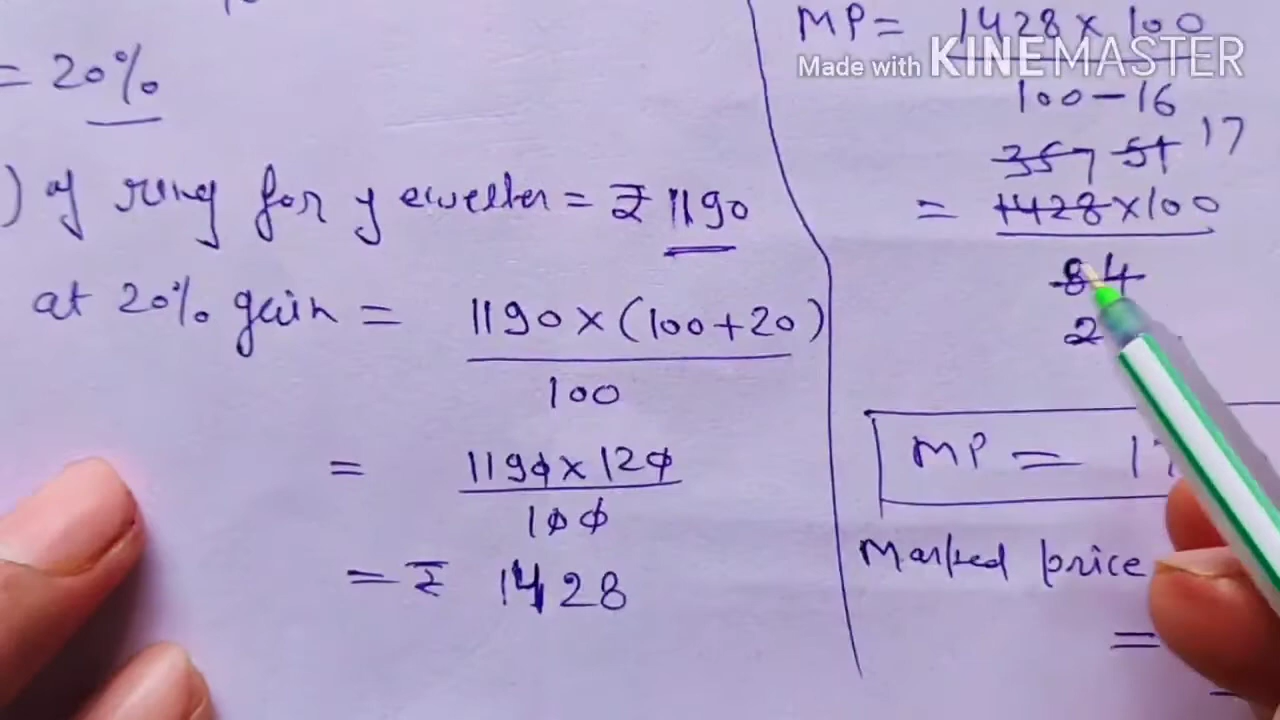 = 20%
) of ring for jeweller = ₹ 1190
at 20% gain = 1190 × (100+20)
100
= 1190 × 120
100
= ₹ 1428
MP = 1428 × 100
Made with KINEMASTER
100 - 16
357 51 17
= 1428 × 100
84
2
MP = 17
Marked price
=